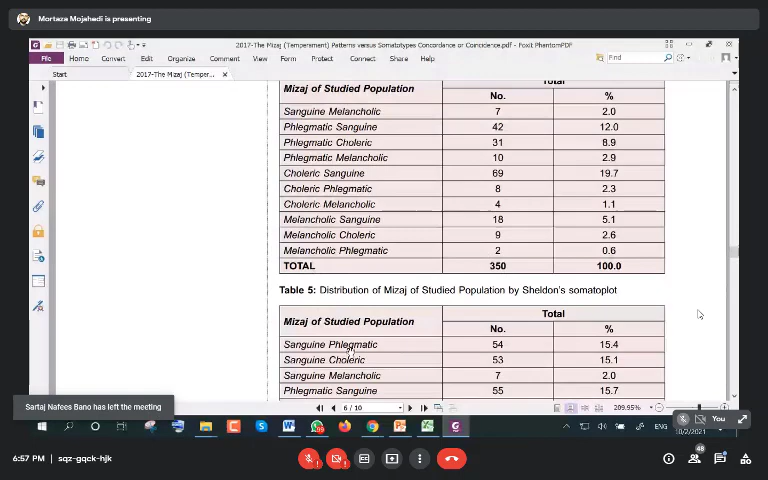 Mortaza Mojahedi is presenting
2017-The Mizaj (Temperament) Patterns versus Somatotypes Concordance or Coincidence.pdf - Foxit PhantomPDF
File Home Convert Edit Organize Comment View Form Protect Connect Share Help Find
Start 2017-The Mizaj (Temper...
Mizaj of Studied Population Total
No. %
Sanguine Melancholic 7 2.0
Phlegmatic Sanguine 42 12.0
Phlegmatic Choleric 31 8.9
Phlegmatic Melancholic 10 2.9
Choleric Sanguine 69 19.7
Choleric Phlegmatic 8 2.3
Choleric Melancholic 4 1.1
Melancholic Sanguine 18 5.1
Melancholic Choleric 9 2.6
Melancholic Phlegmatic 2 0.6
TOTAL 350 100.0
Table 5: Distribution of Mizaj of Studied Population by Sheldon's somatoplot
Mizaj of Studied Population Total
No. %
Sanguine Phlegmatic 54 15.4
Sanguine Choleric 53 15.1
Sanguine Melancholic 7 2.0
Phlegmatic Sanguine 55 15.7
Sartaj Nafees Bano has left the meeting
6 / 10 209.95%
You
ENG
10/2/2021
6:57 PM | sqz-gqck-hjk
48